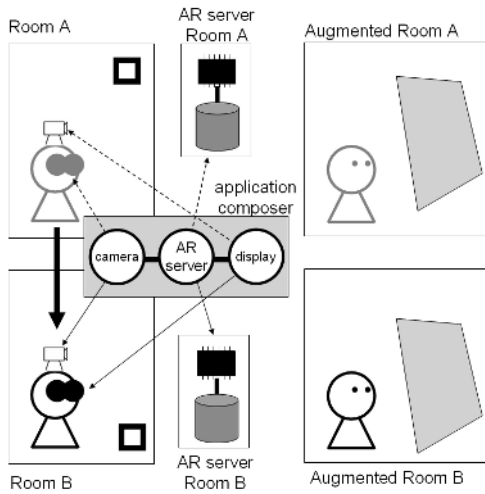 Room A
AR server
Room A
Augmented Room A
application
composer
camera
AR
server
display
Room B
AR server
Room B
Augmented Room B